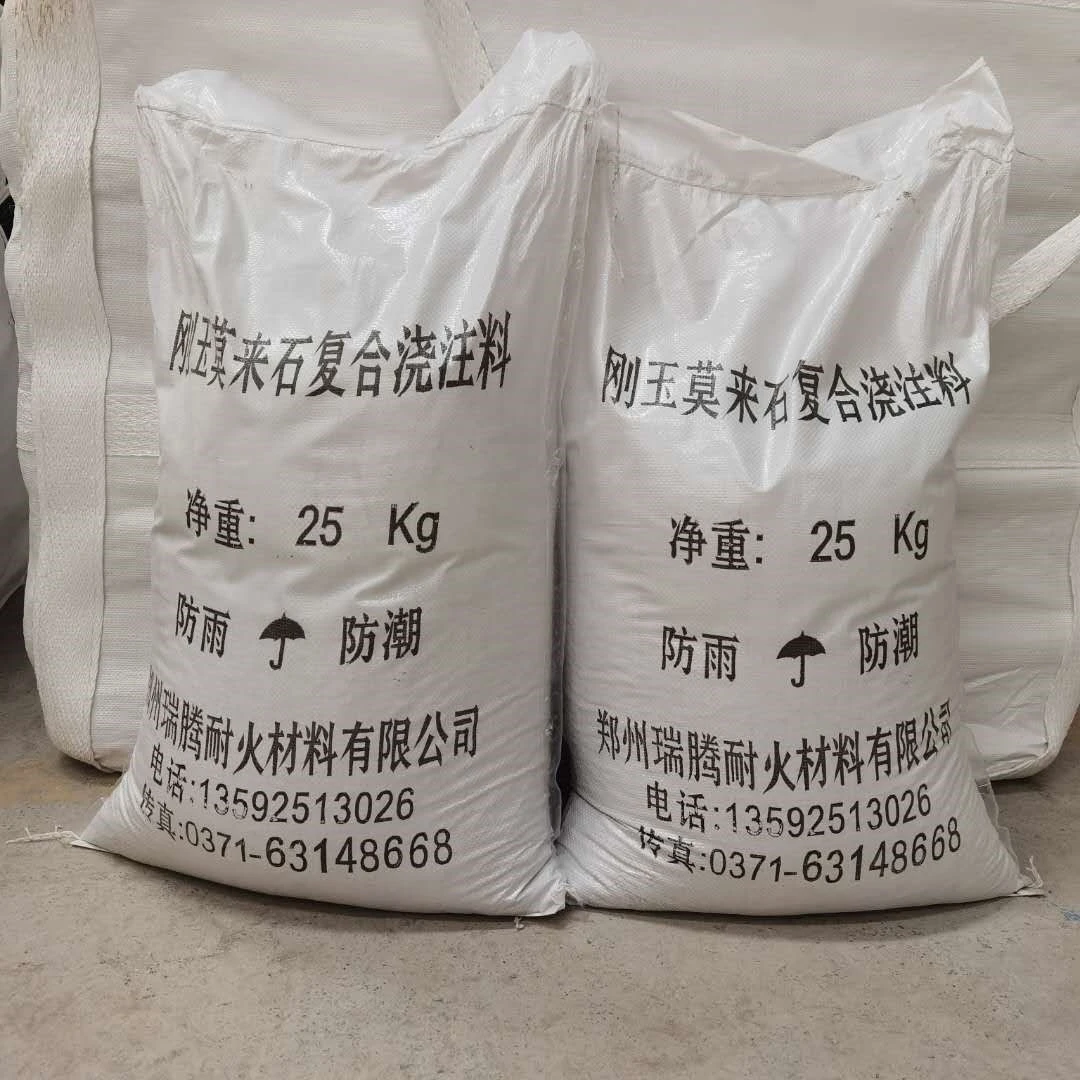 刚玉莫来石复合浇注料
净重: 25 Kg
防雨 防潮
郑州瑞腾耐火材料有限公司
电话:13592513026
传真:0371-63148668
刚玉莫来石复合浇注料
净重: 25 Kg
防雨 防潮
郑州瑞腾耐火材料有限公司
电话:13592513026
传真:0371-63148668